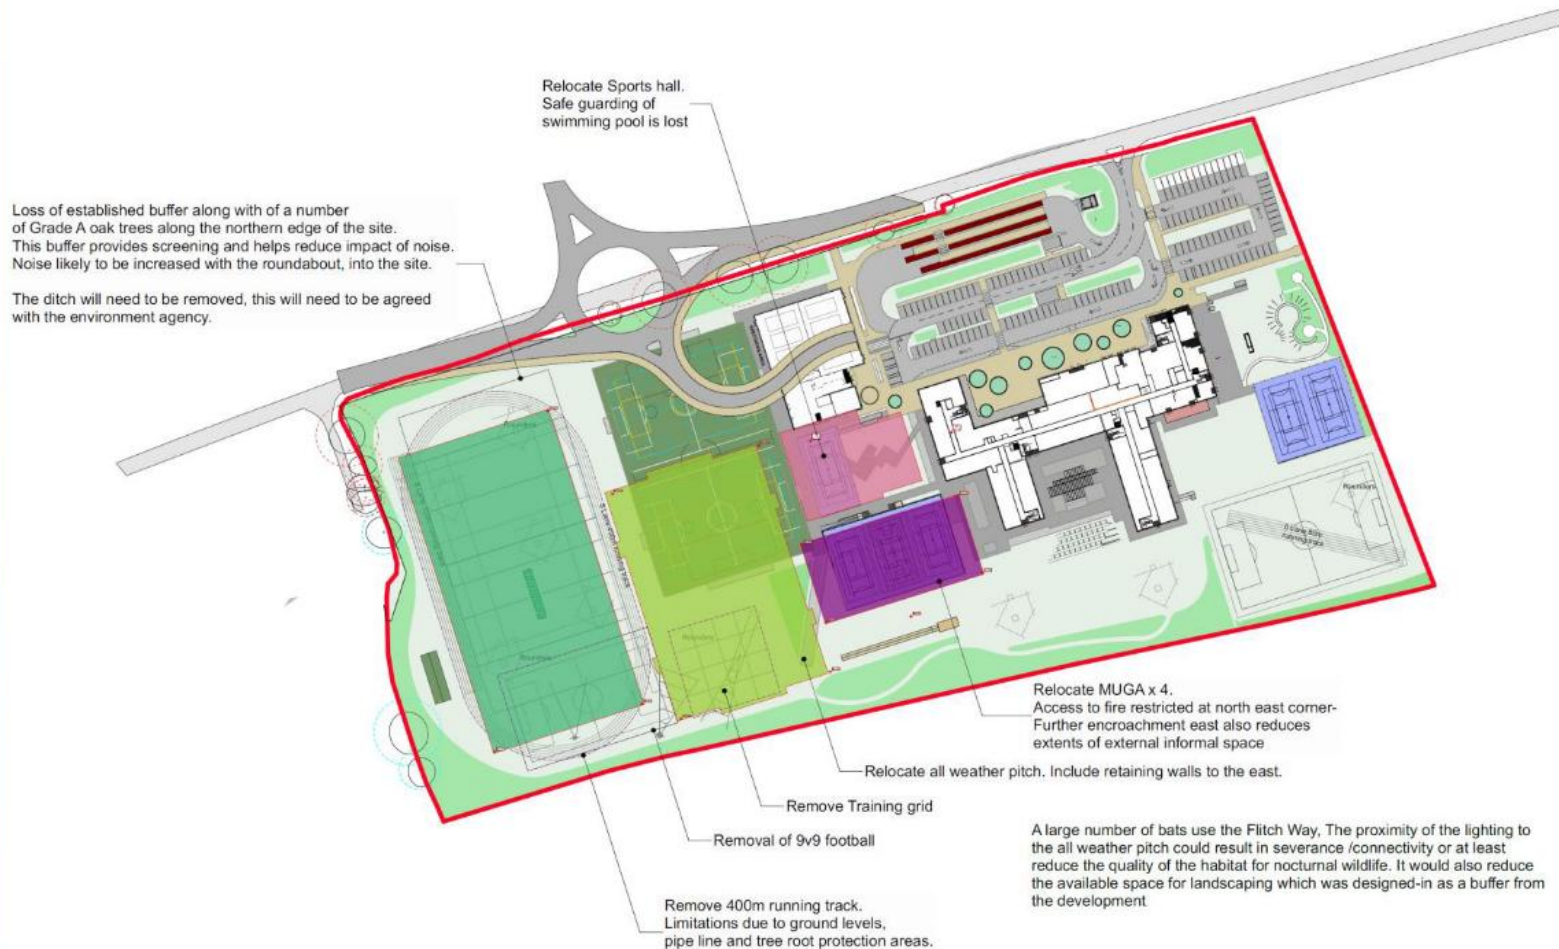 Relocate Sports hall.
Safe guarding of
swimming pool is lost
Loss of established buffer along with of a number
of Grade A oak trees along the northern edge of the site.
This buffer provides screening and helps reduce impact of noise.
Noise likely to be increased with the roundabout, into the site.
The ditch will need to be removed, this will need to be agreed
with the environment agency.
Rounders
Rounders
Rounders
Rounders
running track
Relocate MUGA x 4.
Access to fire restricted at north east corner-
Further encroachment east also reduces
extents of external informal space
Relocate all weather pitch. Include retaining walls to the east.
Remove Training grid
Removal of 9v9 football
Remove 400m running track.
Limitations due to ground levels,
pipe line and tree root protection areas.
A large number of bats use the Flitch Way, The proximity of the lighting to
the all weather pitch could result in severance /connectivity or at least
reduce the quality of the habitat for nocturnal wildlife. It would also reduce
the available space for landscaping which was designed-in as a buffer from
the development